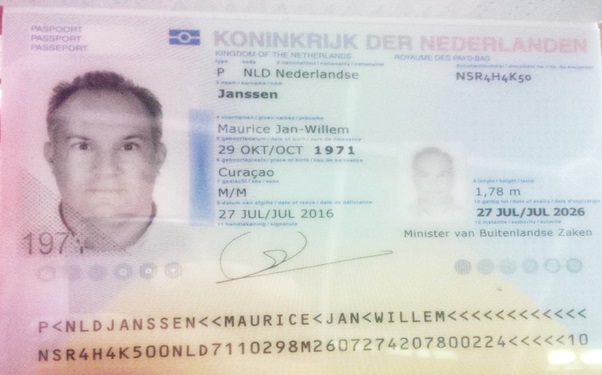 PASPOORT
PASSPORT
PASSEPORT
KONINKRIJK DER NEDERLANDEN
KINGDOM OF THE NETHERLANDS ROYAUME DES PAYS-BAS
P NLD Nederlandse NSR4H4K50
Janssen
Maurice Jan-Willem
29 OKT/OCT 1971
Curaçao
M/M 1,78 m
27 JUL/JUL 2016 27 JUL/JUL 2026
Minister van Buitenlandse Zaken
P<NLDJANSSEN<<MAURICE<JAN<WILLEM<<<<<<<<<<<<
NSR4H4K500NLD7110298M2607274207800224<<<<<10